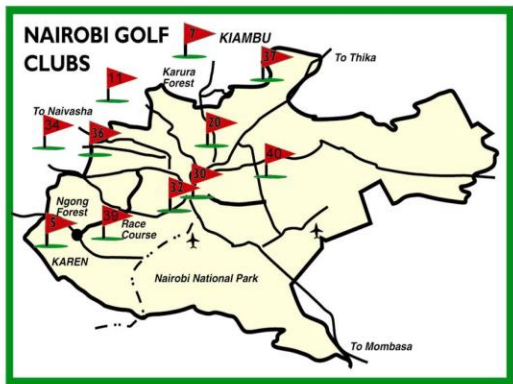 NAIROBI GOLF
CLUBS
7
KIAMBU
37
To Thika
11
Karura
Forest
To Naivasha
34
36
20
40
30
32
Ngong
Forest
5
39
Race
Course
KAREN
Nairobi National Park
To Mombasa